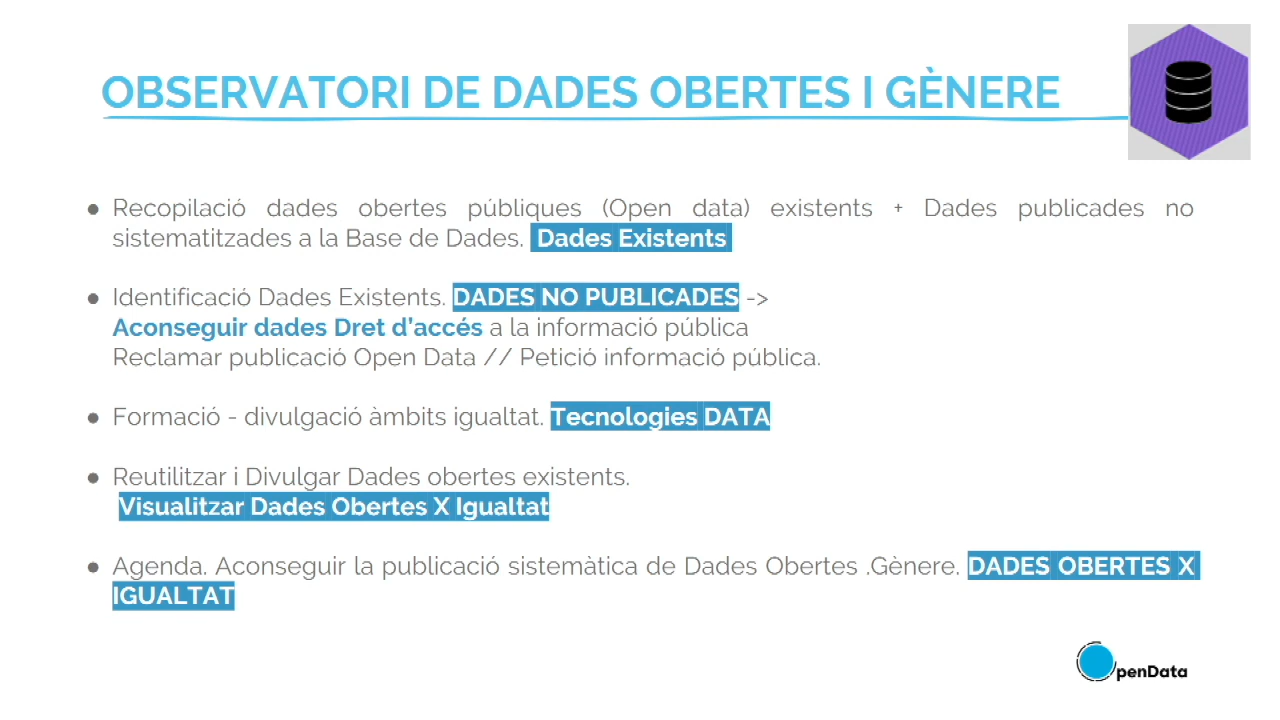 OBSERVATORI DE DADES OBERTES I GÈNERE
● Recopilació dades obertes públiques (Open data) existents + Dades publicades no
sistematitzades a la Base de Dades. Dades Existents
● Identificació Dades Existents. DADES NO PUBLICADES ->
Aconseguir dades Dret d’accés a la informació pública
Reclamar publicació Open Data // Petició informació pública.
● Formació - divulgació àmbits igualtat. Tecnologies DATA
● Reutilitzar i Divulgar Dades obertes existents.
Visualitzar Dades Obertes X Igualtat
● Agenda. Aconseguir la publicació sistemàtica de Dades Obertes .Gènere. DADES OBERTES X
IGUALTAT
penData